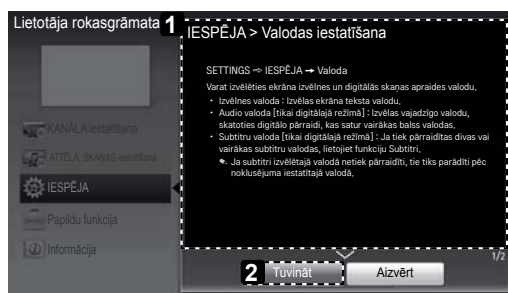 Lietotāja rokasgrāmata
1
KANĀLA iestatīšana
ATTĒLA, SKAŅAS iestatīšana
IESPĒJA
Papildu funkcija
Informācija
IESPĒJA > Valodas iestatīšana
SETTINGS ⇨ IESPĒJA ➙ Valoda
Varat izvēlēties ekrāna izvēlnes un digitālās skaņas apraides valodu.
• Izvēlnes valoda : Izvēlas ekrāna teksta valodu.
• Audio valoda [tikai digitālajā režīmā] : Izvēlas vajadzīgo valodu,
skatoties digitālo pārraidi, kas satur vairākas balss valodas.
• Subtitru valoda [tikai digitālajā režīmā] : Ja tiek pārraidītas divas vai
vairākas subtitru valodas, lietojiet funkciju Subtitri.
Ja subtitri izvēlētajā valodā netiek pārraidīti, tie tiks parādīti pēc
noklusējuma iestatītajā valodā.
1/2
2
Tuvināt
Aizvērt